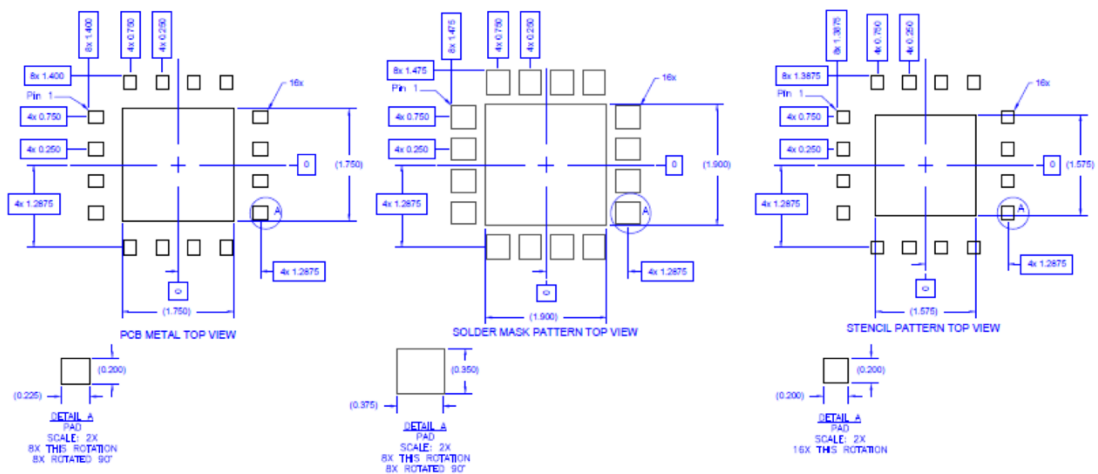 8x 1.400
4x 0.750
4x 0.250
8x 1.400
Pin 1
16x
4x 0.750
4x 0.250
0
(1.750)
4x 1.2875
4x 1.2875
0
(1.750)
PCB METAL TOP VIEW
(0.200)
(0.225)
DETAIL A
PAD
SCALE: 2X
8X THIS ROTATION
8X ROTATED 90°
A
8x 1.475
4x 0.750
4x 0.250
8x 1.475
Pin 1
16x
4x 0.750
4x 0.250
0
(1.900)
4x 1.2875
A
4x 1.2875
0
(1.900)
SOLDER MASK PATTERN TOP VIEW
(0.350)
(0.375)
DETAIL A
PAD
SCALE: 2X
8X THIS ROTATION
8X ROTATED 90°
8x 1.3875
4x 0.750
4x 0.250
8x 1.3875
Pin 1
16x
4x 0.750
4x 0.250
0
(1.575)
4x 1.2875
A
4x 1.2875
0
(1.575)
STENCIL PATTERN TOP VIEW
(0.200)
(0.200)
DETAIL A
PAD
SCALE: 2X
16X THIS ROTATION